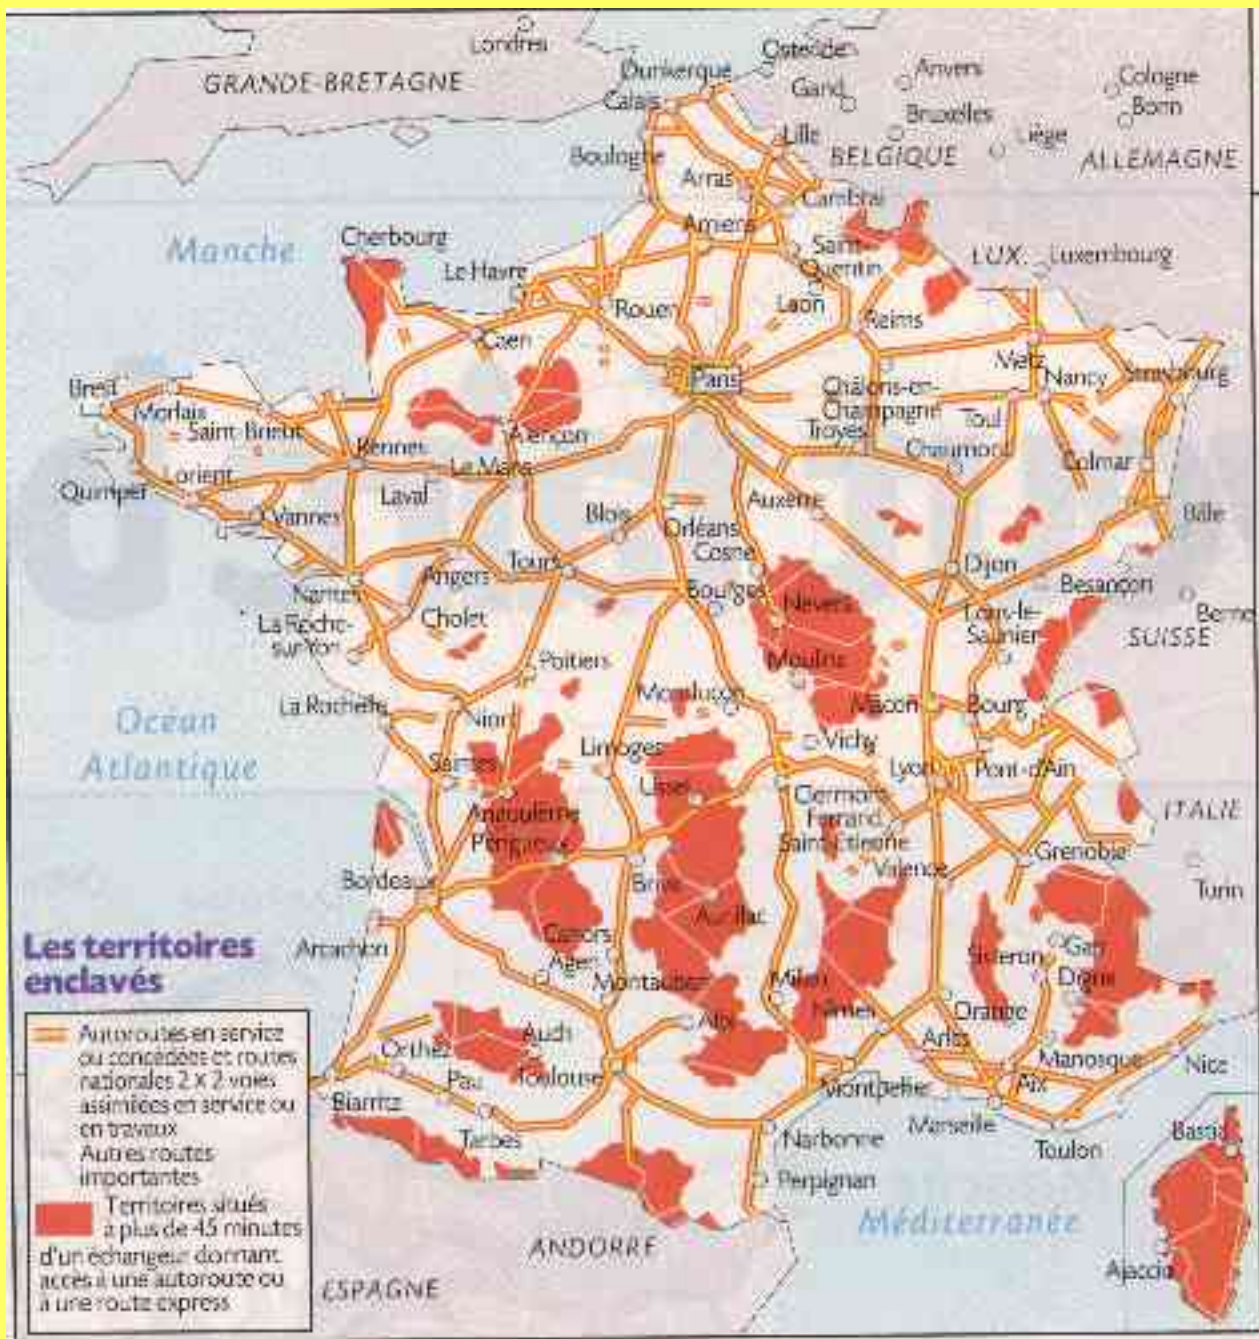 Londres
GRANDE-BRETAGNE
Ostende
Dunkerque
Anvers
Gand
Cologne
Calais
Bonn
Bruxelles
Lille
Liège
Boulogne
BELGIQUE
ALLEMAGNE
Arras
Cambrai
Amiens
Manche
Cherbourg
Saint-
Quentin
LUX.
Luxembourg
Le Havre
Laon
Rouen
Reims
Caen
Metz
Paris
Nancy
Strasbourg
Brest
Morlaix
Châlons-en-
Champagne
Toul
Saint-Brieuc
Alençon
Troyes
Rennes
Chaumont
Lorient
Le Mans
Colmar
Quimper
Laval
Auxerre
Vannes
Blois
Orléans
Bâle
Cosne
Tours
Dijon
Angers
Besançon
Nantes
Bourges
Nevers
Berne
Cholet
Lons-le-
Saunier
La Roche-
sur-Yon
SUISSE
Poitiers
Moulins
Montluçon
La Rochelle
Niort
Mâcon
Bourg
Océan
Atlantique
Limoges
Vichy
Saintes
Lyon
Pont-d'Ain
Ussel
Clermont
Ferrand
Angoulême
ITALIE
Périgueux
Saint-Étienne
Grenoble
Valence
Bordeaux
Brive
Turin
Aurillac
Arcachon
Cahors
Gap
Sisteron
Agen
Montauban
Digne
Millau
Nîmes
Orange
Albi
Auch
Orthez
Arles
Manosque
Nice
Pau
Toulouse
Aix
Montpellier
Biarritz
Marseille
Tarbes
Narbonne
Toulon
Bastia
Perpignan
Méditerranée
ANDORRE
Ajaccio
ESPAGNE
Les territoires
enclavés
Autoroutes en service
ou concédées et routes
nationales 2 X 2 voies
assimilées en service ou
en travaux
Autres routes
importantes
Territoires situés
à plus de 45 minutes
d'un échangeur donnant
accès à une autoroute ou
à une route express